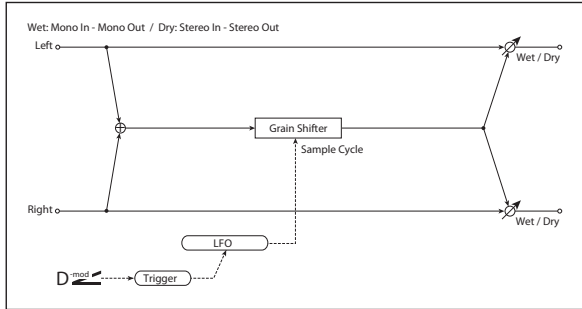 Wet: Mono In - Mono Out / Dry: Stereo In - Stereo Out
Left
Wet / Dry
Grain Shifter
Sample Cycle
Right
Wet / Dry
LFO
D-mod
Trigger